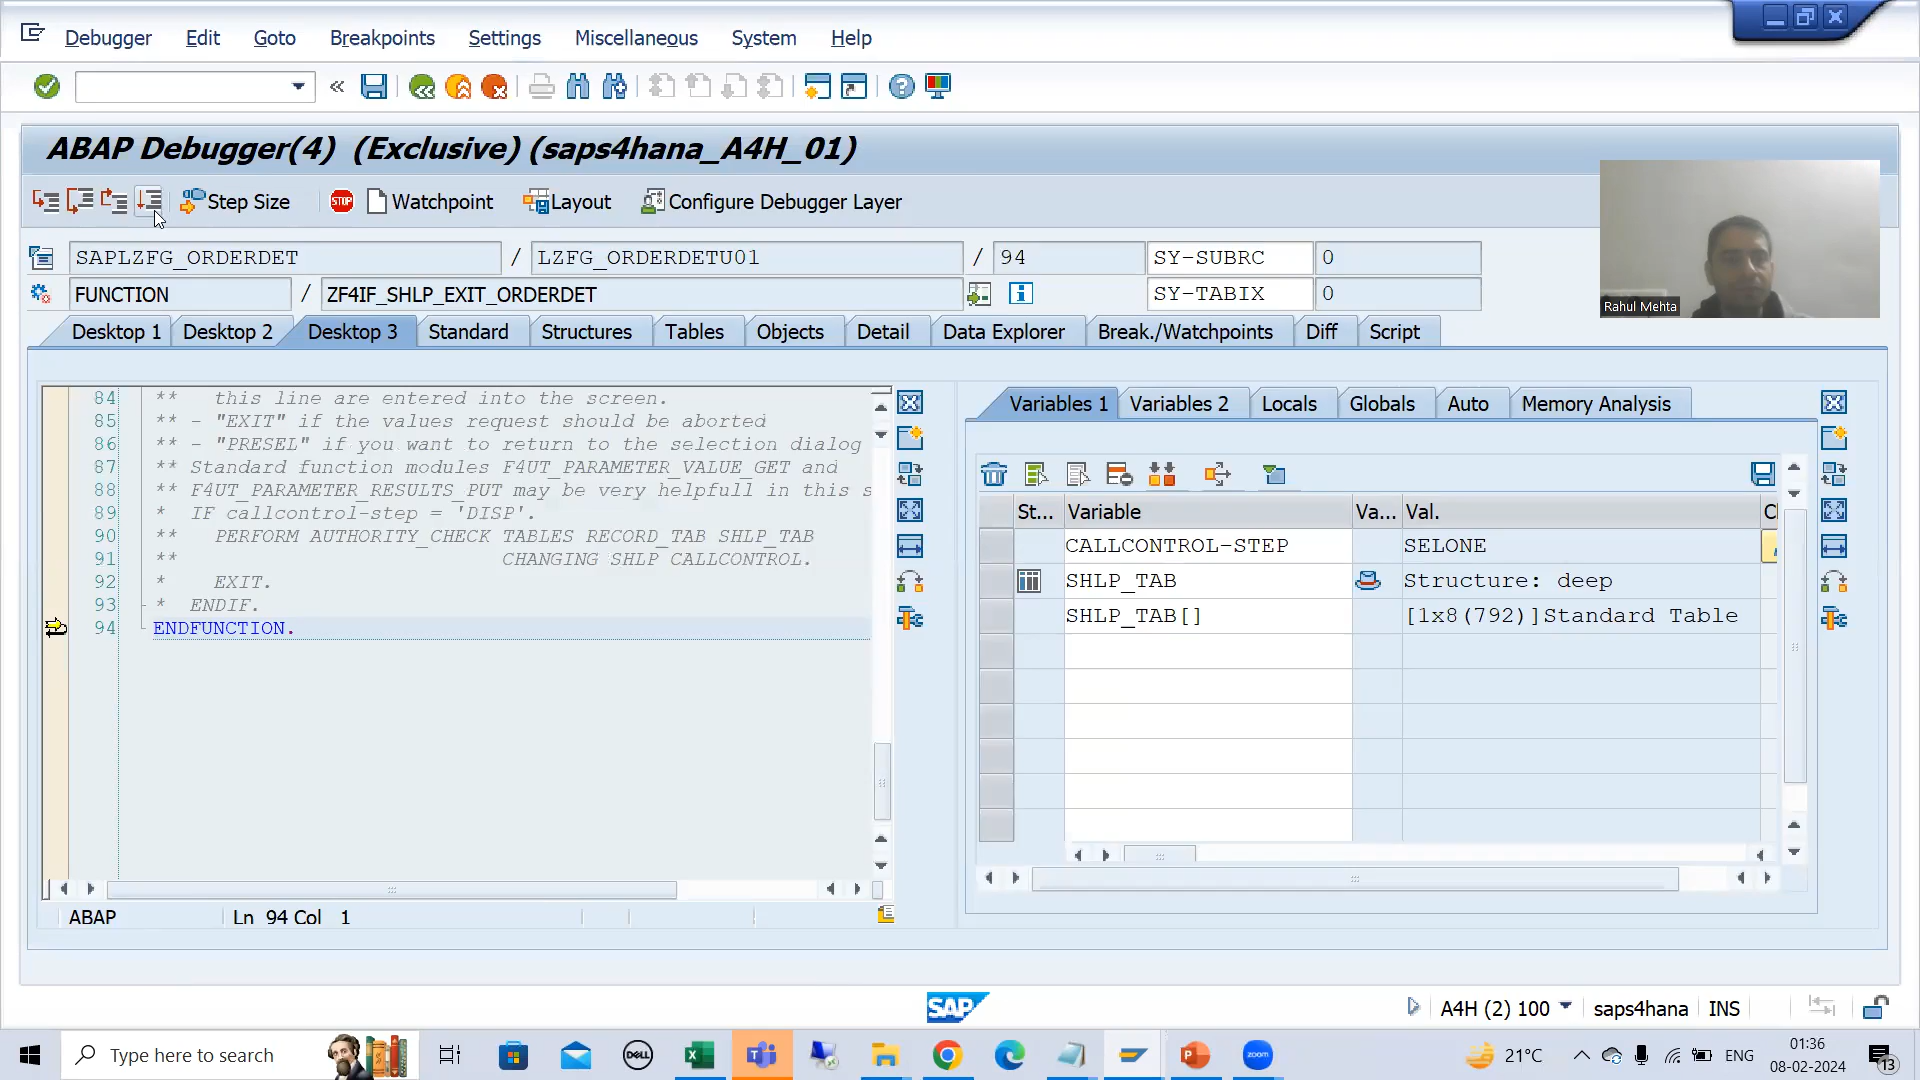 Debugger Edit Goto Breakpoints Settings Miscellaneous System Help
ABAP Debugger(4) (Exclusive) (saps4hana_A4H_01)
Step Size STOP Watchpoint Layout Configure Debugger Layer
SAPLZFG_ORDERDET / LZFG_ORDERDETU01 / 94 SY-SUBRC 0
FUNCTION / ZF4IF_SHLP_EXIT_ORDERDET SY-TABIX 0
Rahul Mehta
Desktop 1 Desktop 2 Desktop 3 Standard Structures Tables Objects Detail Data Explorer Break./Watchpoints Diff Script
84 ** this line are entered into the screen.
85 ** - "EXIT" if the values request should be aborted
86 ** - "PRESEL" if you want to return to the selection dialog
87 ** Standard function modules F4UT_PARAMETER_VALUE_GET and
88 ** F4UT_PARAMETER_RESULTS_PUT may be very helpfull in this s
89 * IF callcontrol-step = 'DISP'.
90 ** PERFORM AUTHORITY_CHECK TABLES RECORD_TAB SHLP_TAB
91 ** CHANGING SHLP CALLCONTROL.
92 * EXIT.
93 * ENDIF.
94 ENDFUNCTION.
ABAP Ln 94 Col 1
Variables 1 Variables 2 Locals Globals Auto Memory Analysis
St... Variable Va... Val. C
CALLCONTROL-STEP SELONE
SHLP_TAB Structure: deep
SHLP_TAB[] [1x8(792)]Standard Table
SAP A4H (2) 100 saps4hana INS
Type here to search DELL zoom 21°C ENG 01:36
08-02-2024 13